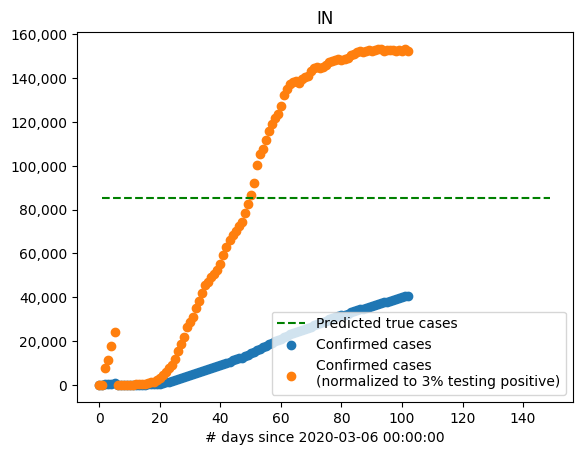 IN
160,000
140,000
120,000
100,000
80,000
60,000
40,000
20,000
0
0 20 40 60 80 100 120 140
# days since 2020-03-06 00:00:00
Predicted true cases
Confirmed cases
Confirmed cases
(normalized to 3% testing positive)